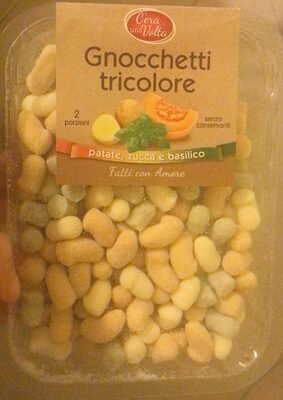 C'era
una Volta
Gnocchetti
tricolore
2
porzioni
senza
conservanti
patate, zucca e basilico
Fatti con Amore